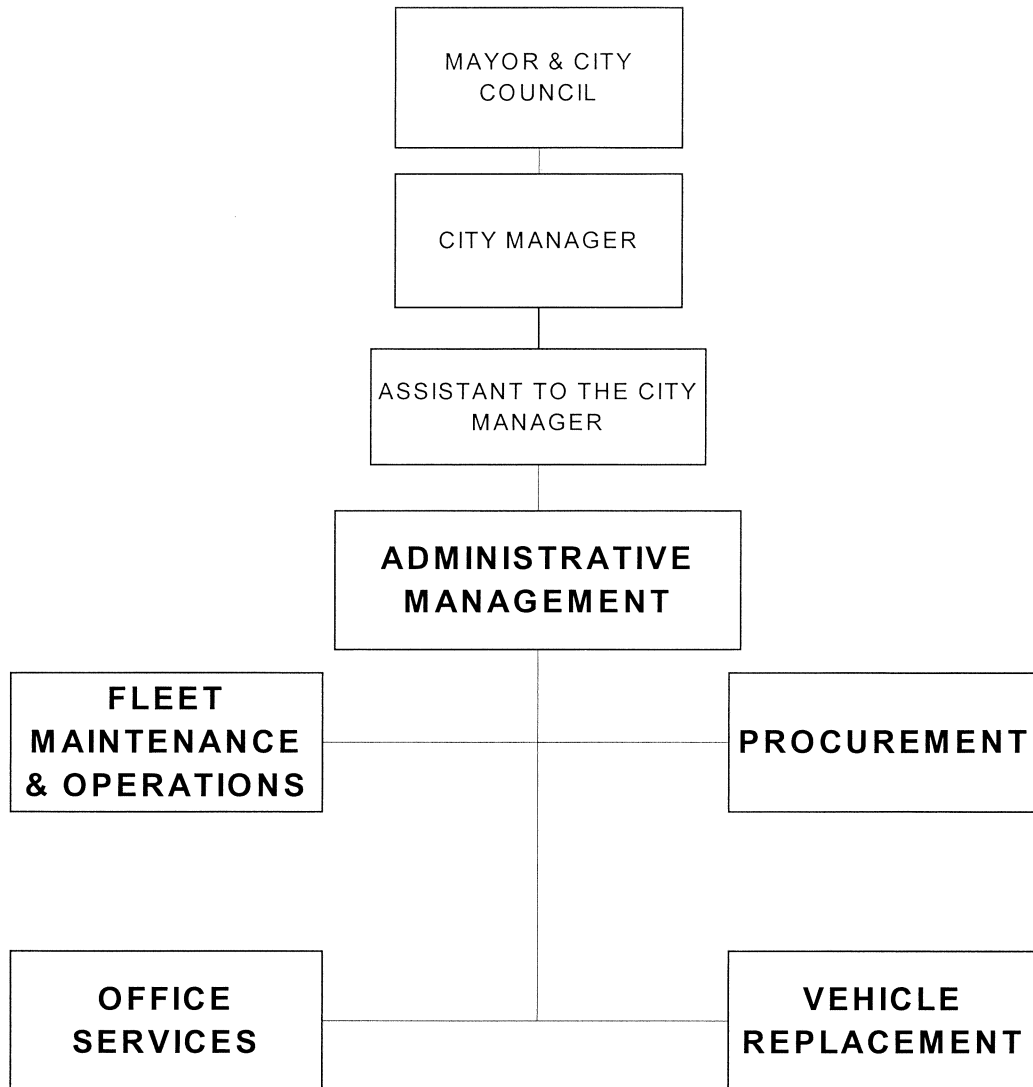 MAYOR & CITY
COUNCIL
CITY MANAGER
ASSISTANT TO THE CITY
MANAGER
ADMINISTRATIVE
MANAGEMENT
FLEET
MAINTENANCE
& OPERATIONS
PROCUREMENT
OFFICE
SERVICES
VEHICLE
REPLACEMENT